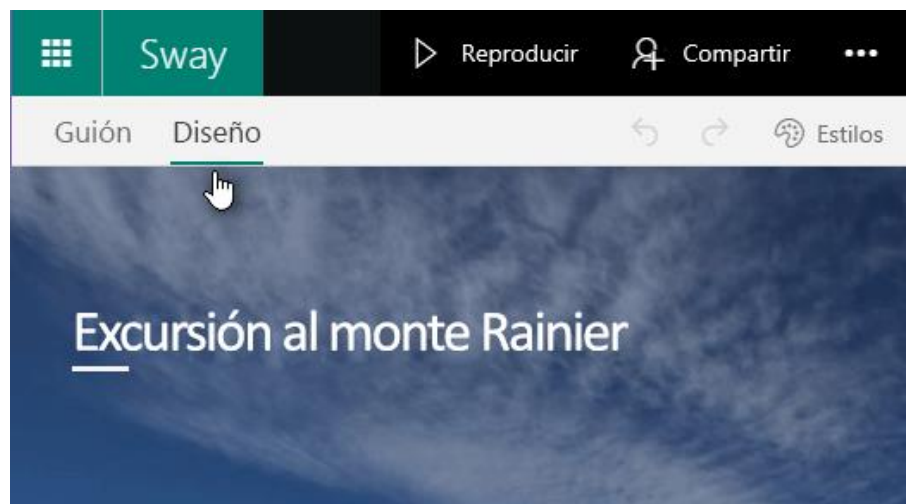 Sway Reproducir Compartir
Guión Diseño Estilos
Excursión al monte Rainier